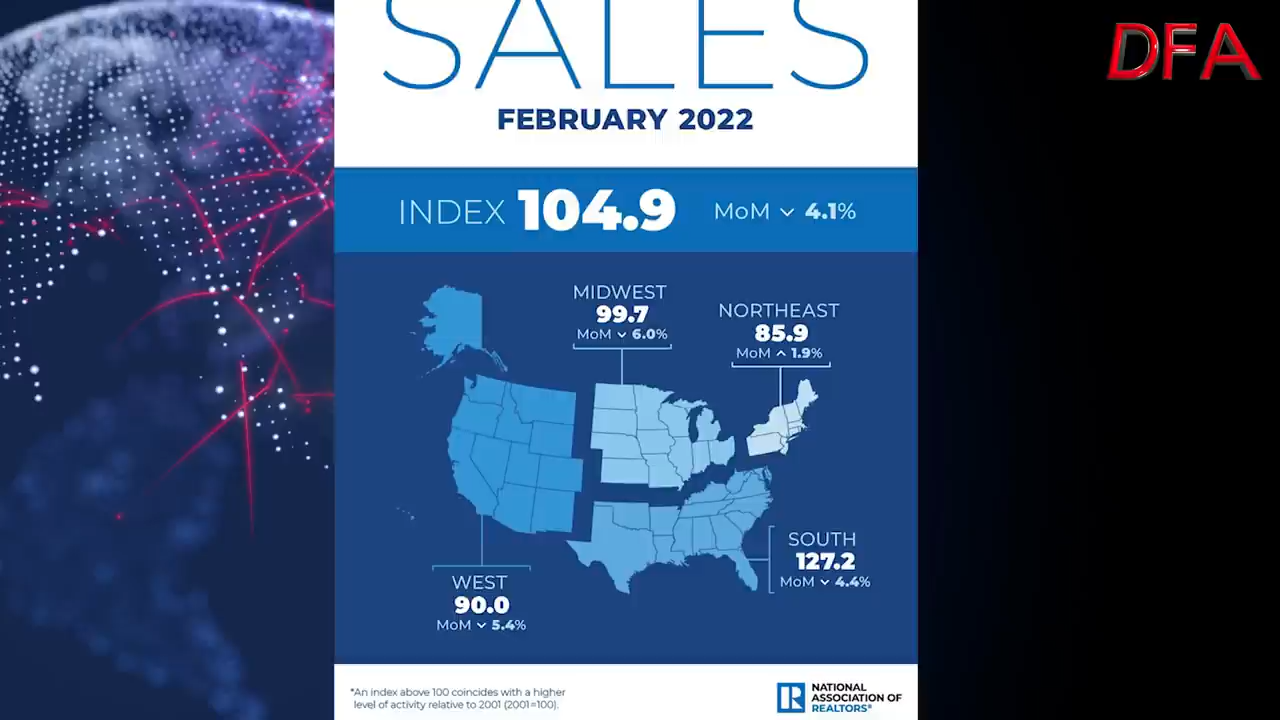 DFA
SALES
FEBRUARY 2022
INDEX 104.9 MoM 4.1%
MIDWEST
99.7
MoM 6.0%
NORTHEAST
85.9
MoM 1.9%
SOUTH
127.2
MoM 4.4%
WEST
90.0
MoM 5.4%
*An index above 100 coincides with a higher
level of activity relative to 2001 (2001=100).
NATIONAL
ASSOCIATION OF
REALTORS®